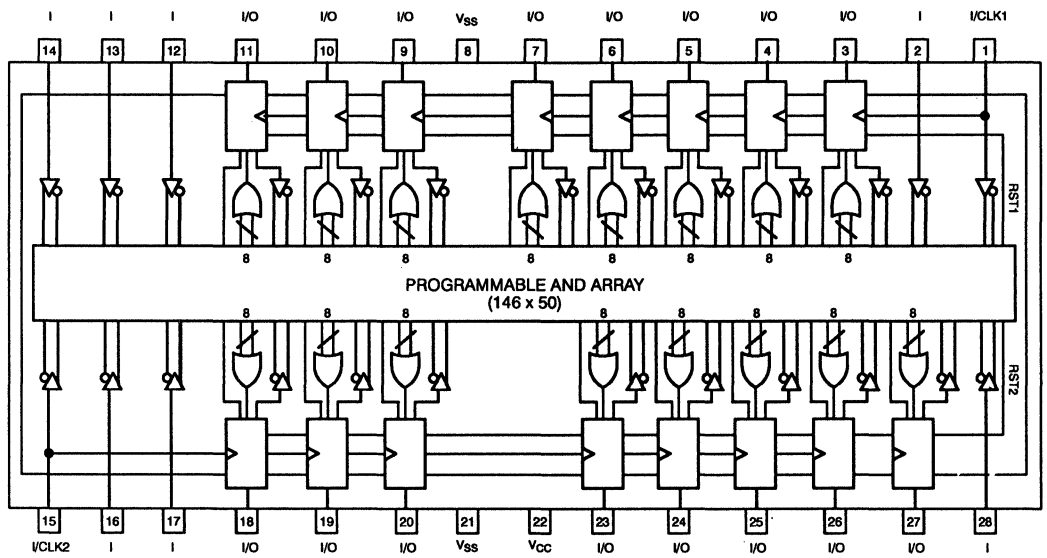 I I I I/O I/O I/O VSS I/O I/O I/O I/O I/O I I/CLK1
14 13 12 11 10 9 8 7 6 5 4 3 2 1
RST1
8 8 8 8 8 8 8 8
PROGRAMMABLE AND ARRAY
(146 x 50)
8 8 8 8 8 8 8 8
RST2
15 16 17 18 19 20 21 22 23 24 25 26 27 28
I/CLK2 I I I/O I/O I/O VSS VCC I/O I/O I/O I/O I/O I